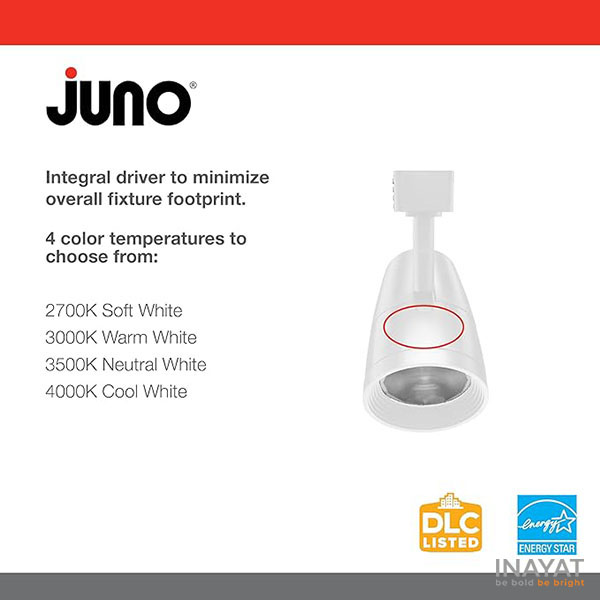 JUNO®
Integral driver to minimize
overall fixture footprint.
4 color temperatures to
choose from:
2700K Soft White
3000K Warm White
3500K Neutral White
4000K Cool White
DLC
LISTED
energy
ENERGY STAR
INAYAT
be bold be bright